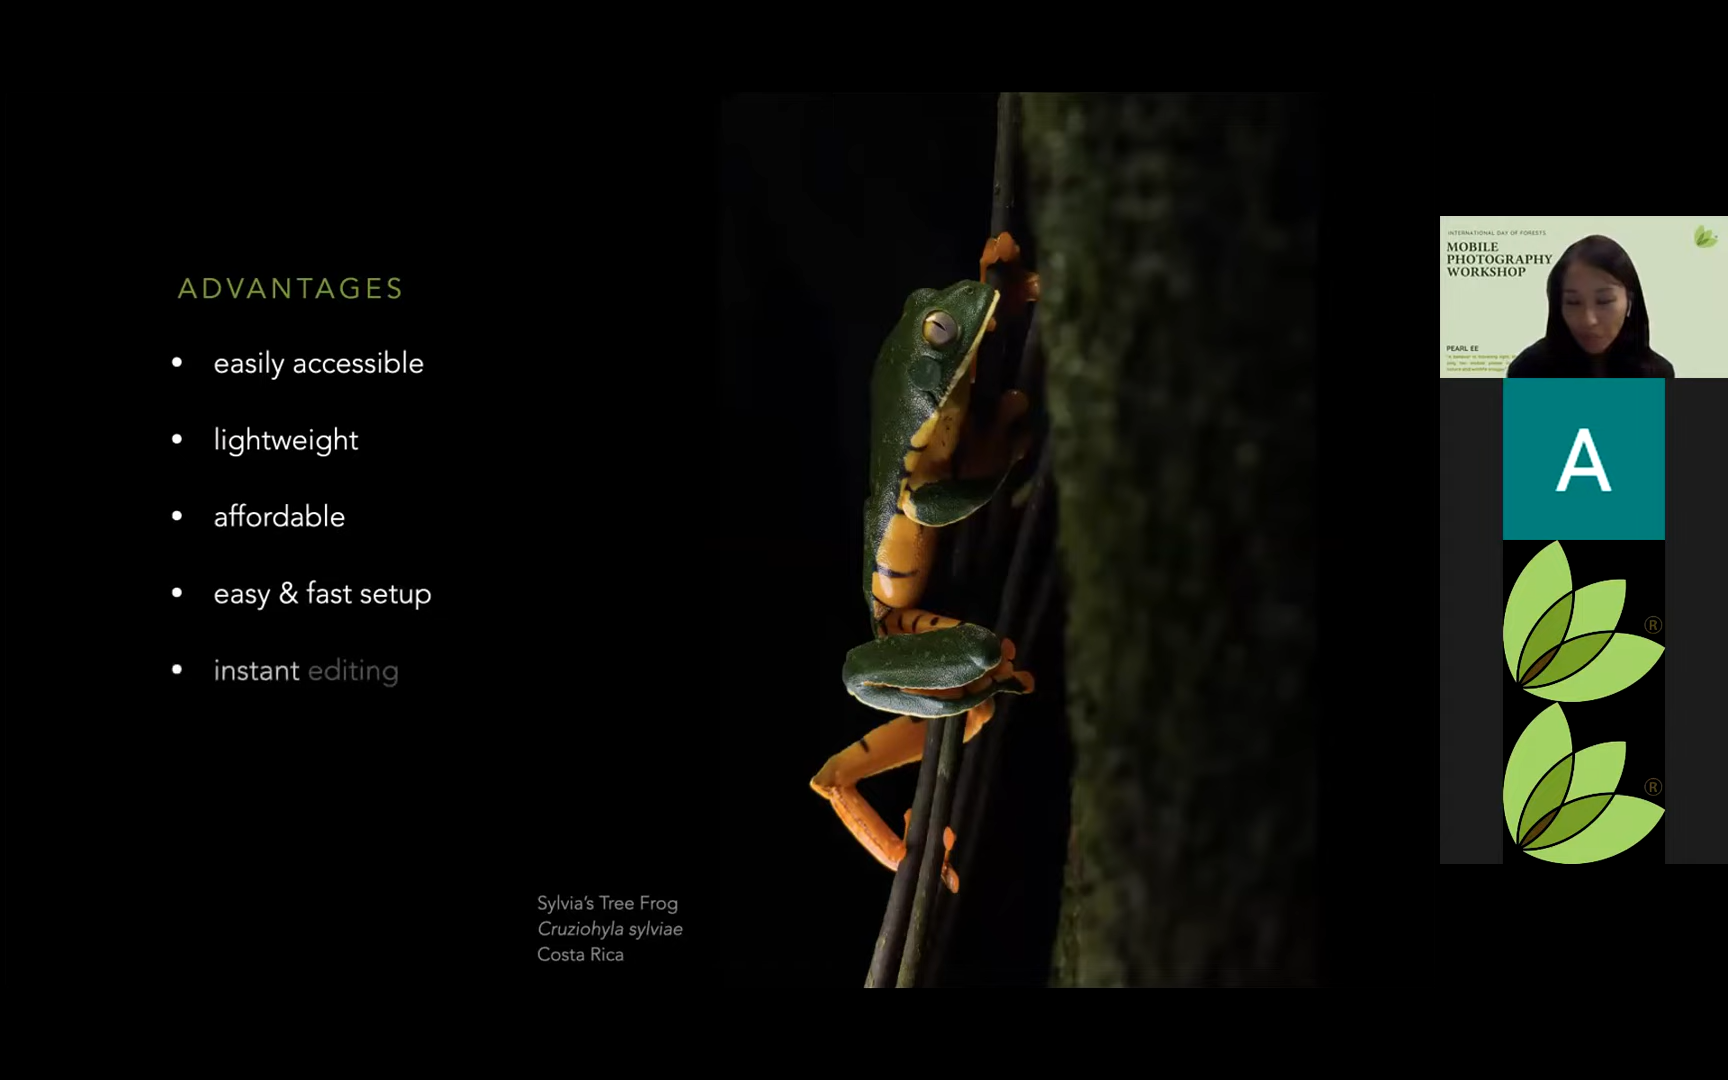 ADVANTAGES
• easily accessible
• lightweight
• affordable
• easy & fast setup
• instant editing
Sylvia's Tree Frog
Cruziohyla sylviae
Costa Rica
INTERNATIONAL DAY OF FORESTS
MOBILE
PHOTOGRAPHY
WORKSHOP
PEARL EE
A
®
®